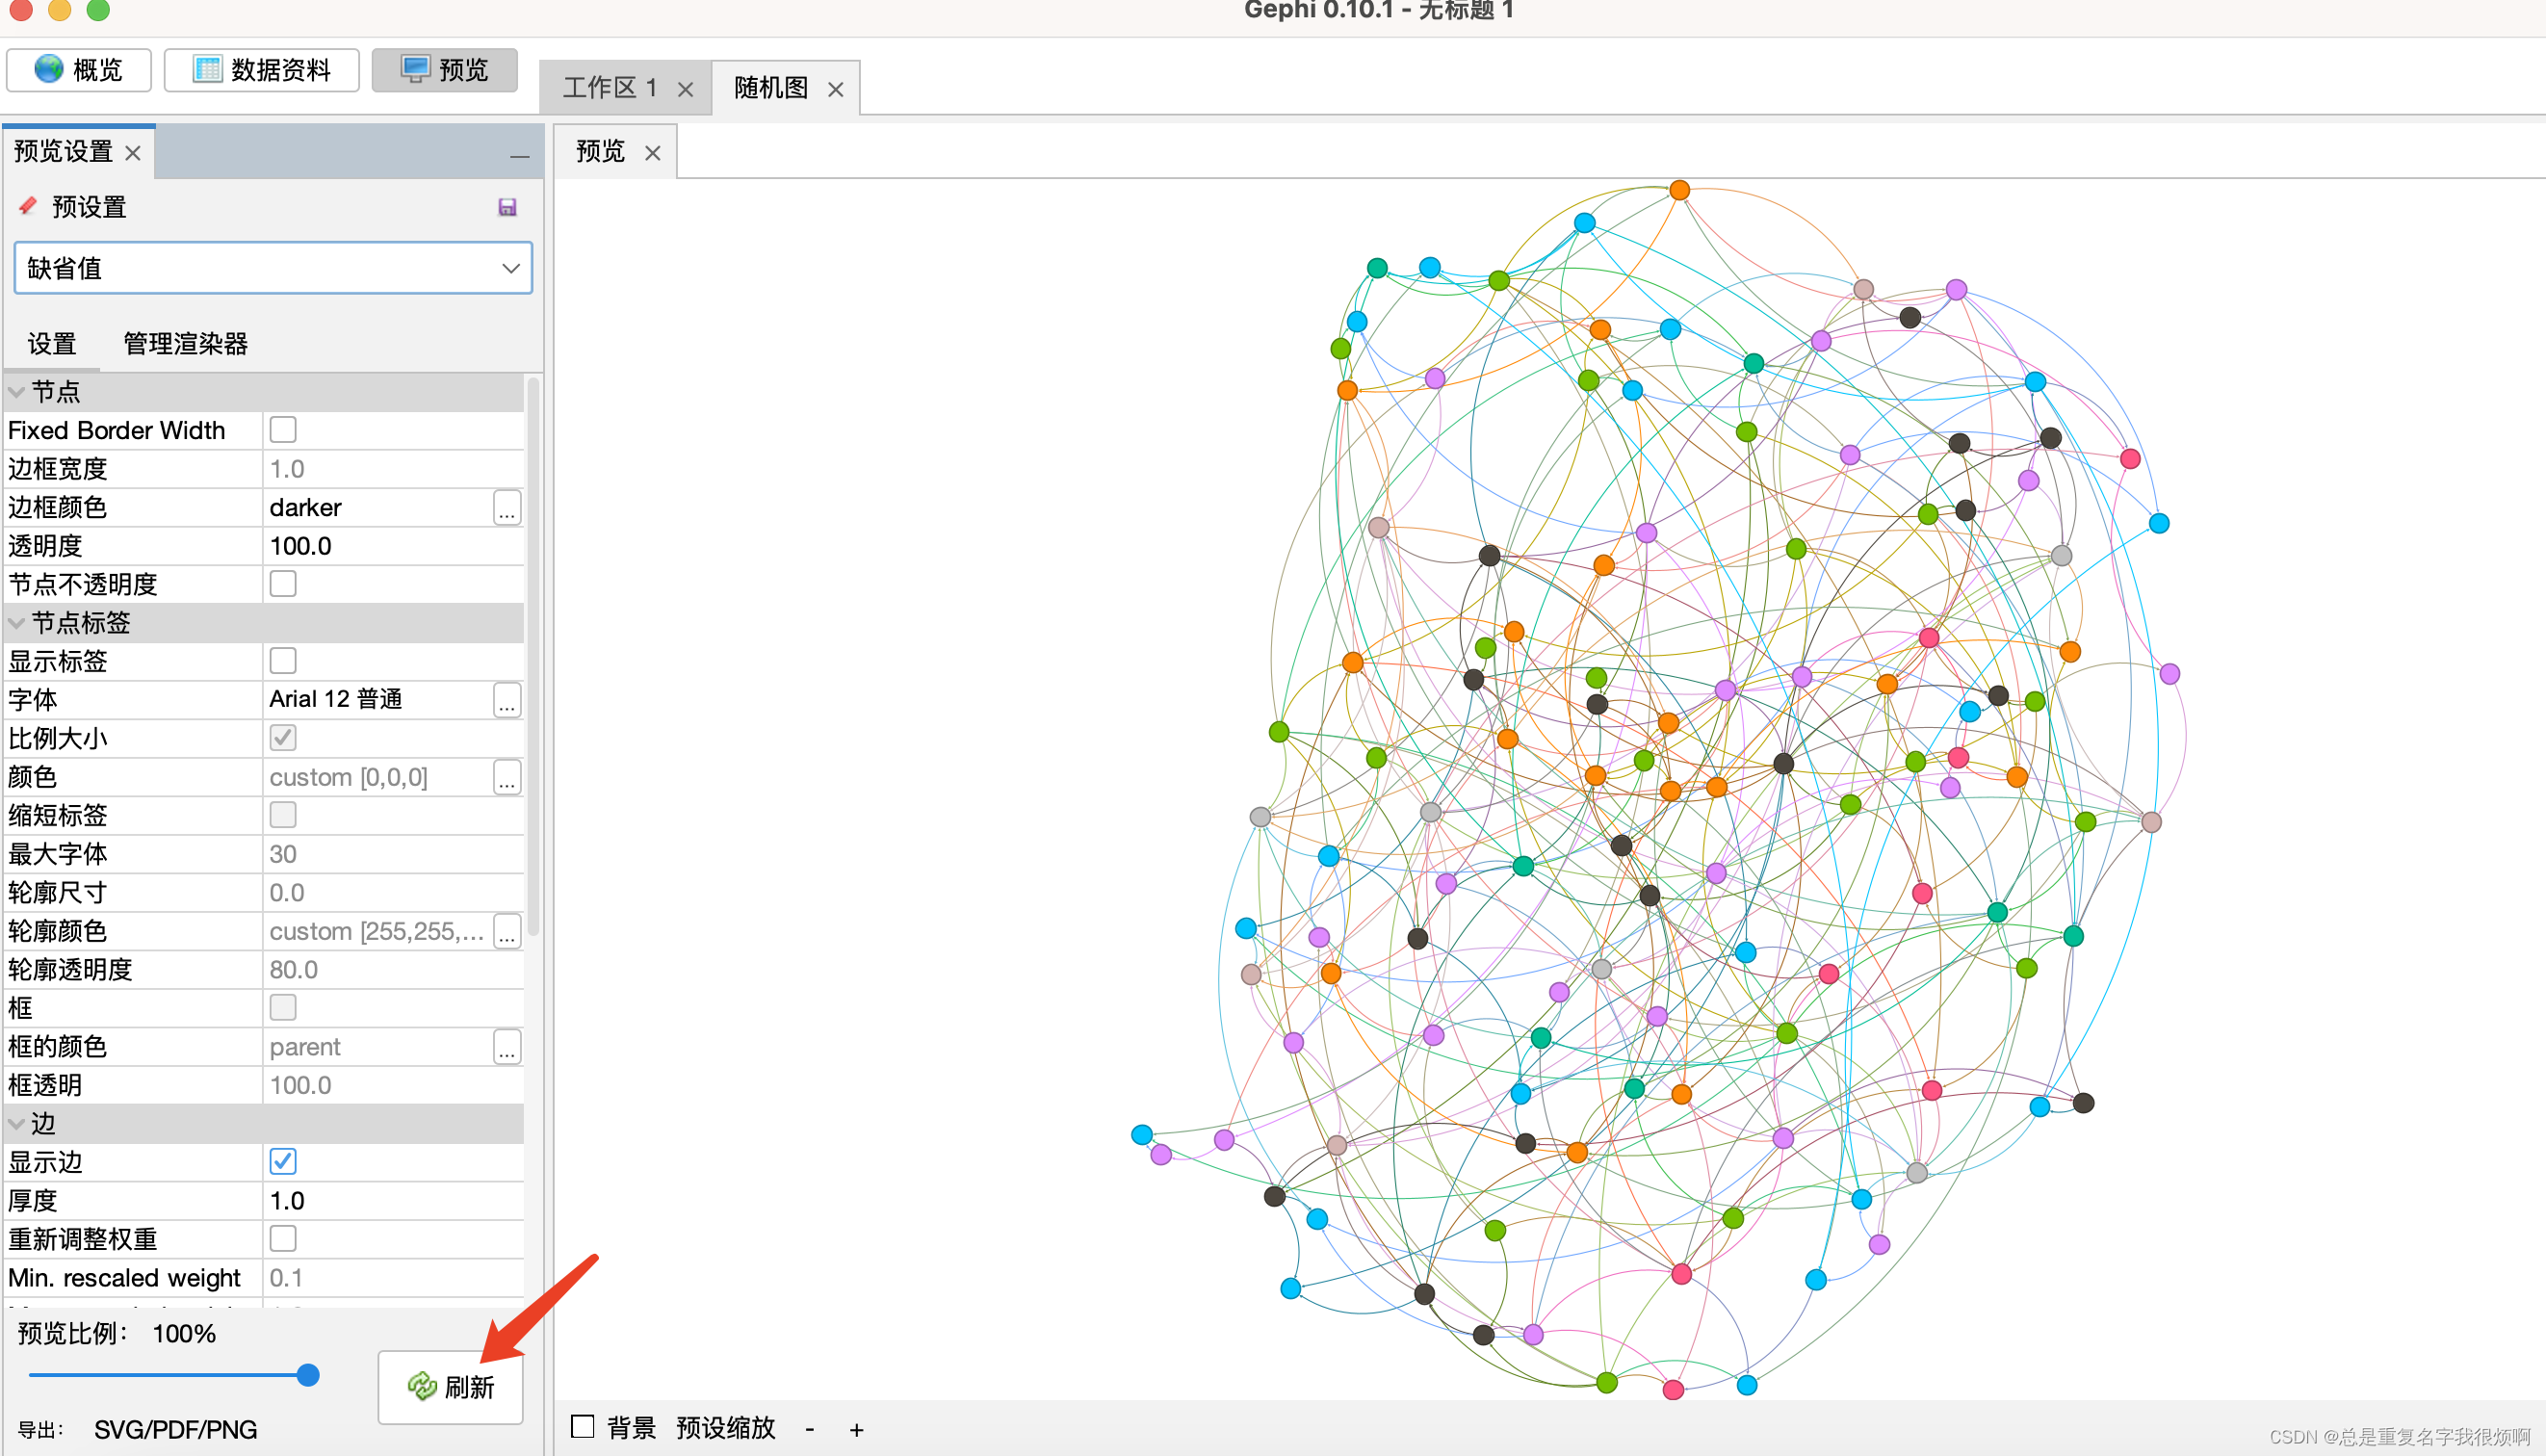 Gephi 0.10.1 - 无标题 1
概览 数据资料 预览 工作区 1 随机图
预览设置
预览
预设置
缺省值
设置 管理渲染器
节点
Fixed Border Width
边框宽度 1.0
边框颜色 darker ...
透明度 100.0
节点不透明度
节点标签
显示标签
字体 Arial 12 普通 ...
比例大小
颜色 custom [0,0,0] ...
缩短标签
最大字体 30
轮廓尺寸 0.0
轮廓颜色 custom [255,255,... ...
轮廓透明度 80.0
框
框的颜色 parent ...
框透明 100.0
边
显示边
厚度 1.0
重新调整权重
Min. rescaled weight 0.1
预览比例： 100%
刷新
导出： SVG/PDF/PNG
背景 预设缩放 - +
CSDN @总是重复名字我很烦啊